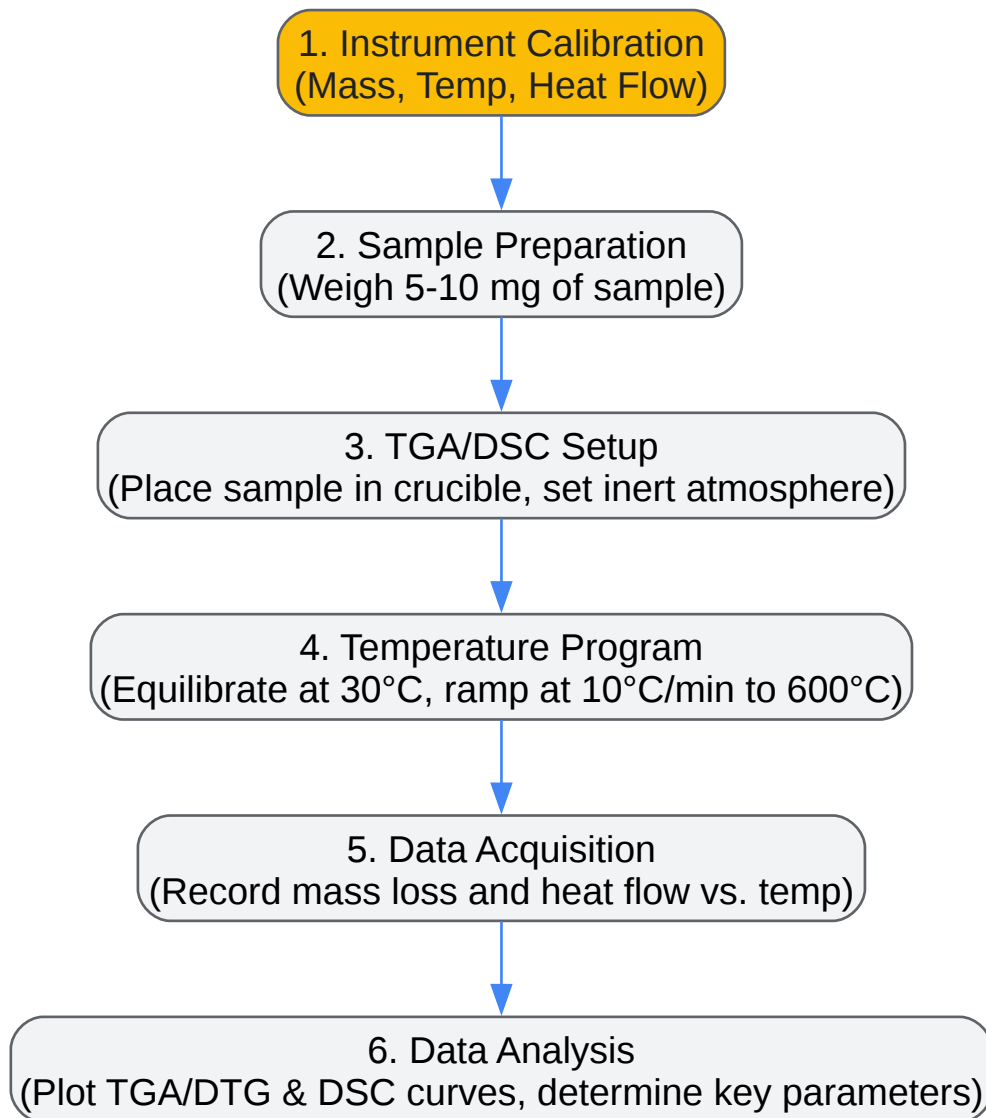 1. Instrument Calibration
(Mass, Temp, Heat Flow)
2. Sample Preparation
(Weigh 5-10 mg of sample)
3. TGA/DSC Setup
(Place sample in crucible, set inert atmosphere)
4. Temperature Program
(Equilibrate at 30°C, ramp at 10°C/min to 600°C)
5. Data Acquisition
(Record mass loss and heat flow vs. temp)
6. Data Analysis
(Plot TGA/DTG & DSC curves, determine key parameters)